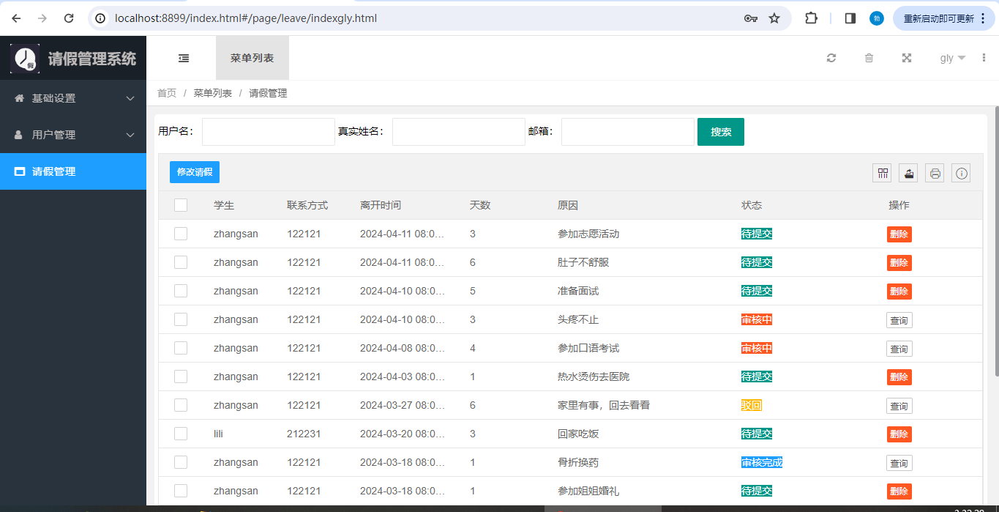 localhost:8899/index.html#/page/leave/indexgly.html
勃
重新启动即可更新
假
请假管理系统
菜单列表
gly
基础设置
首页 / 菜单列表 / 请假管理
用户管理
用户名：
真实姓名：
邮箱：
搜索
请假管理
修改请假
学生 联系方式 离开时间 天数 原因 状态 操作
zhangsan 122121 2024-04-11 08:0... 3 参加志愿活动 待提交 删除
zhangsan 122121 2024-04-11 08:0... 6 肚子不舒服 待提交 删除
zhangsan 122121 2024-04-10 08:0... 5 准备面试 待提交 删除
zhangsan 122121 2024-04-10 08:0... 3 头疼不止 审核中 查询
zhangsan 122121 2024-04-08 08:0... 4 参加口语考试 审核中 查询
zhangsan 122121 2024-04-03 08:0... 1 热水烫伤去医院 待提交 删除
zhangsan 122121 2024-03-27 08:0... 6 家里有事，回去看看 驳回 查询
lili 212231 2024-03-20 08:0... 3 回家吃饭 待提交 删除
zhangsan 122121 2024-03-18 08:0... 1 骨折换药 审核完成 查询
zhangsan 122121 2024-03-18 08:0... 1 参加姐姐婚礼 待提交 删除